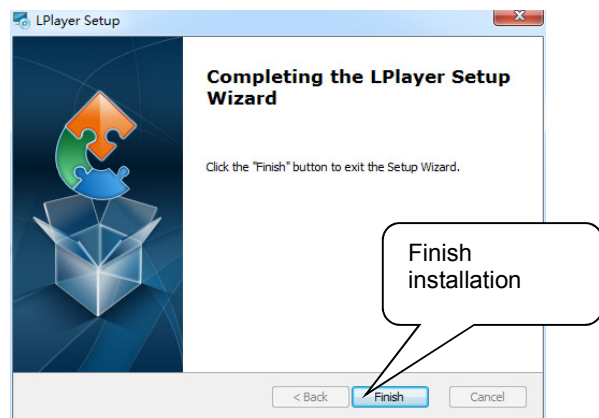 LPlayer Setup
Completing the LPlayer Setup
Wizard
Click the "Finish" button to exit the Setup Wizard.
Finish
installation
< Back
Finish
Cancel